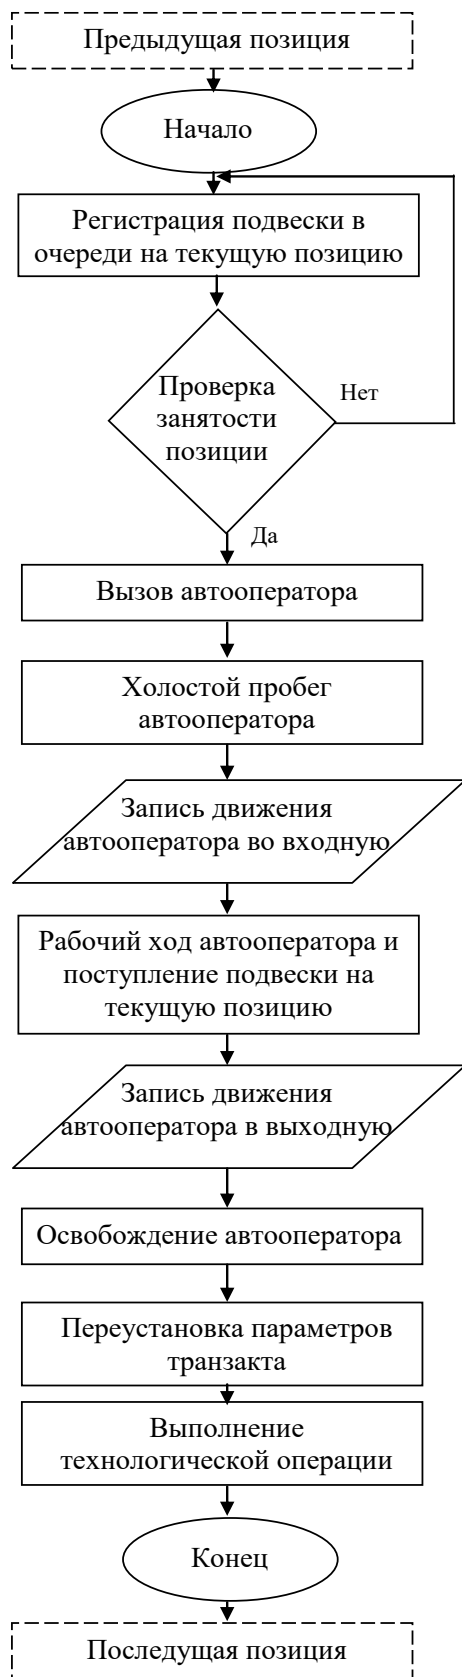 Предыдущая позиция
Начало
Регистрация подвески в
очереди на текущую позицию
Проверка
занятости
позиции
Нет
Да
Вызов автооператора
Холостой пробег
автооператора
Запись движения
автооператора во входную
Рабочий ход автооператора и
поступление подвески на
текущую позицию
Запись движения
автооператора в выходную
Освобождение автооператора
Переустановка параметров
транзакта
Выполнение
технологической операции
Конец
Последущая позиция